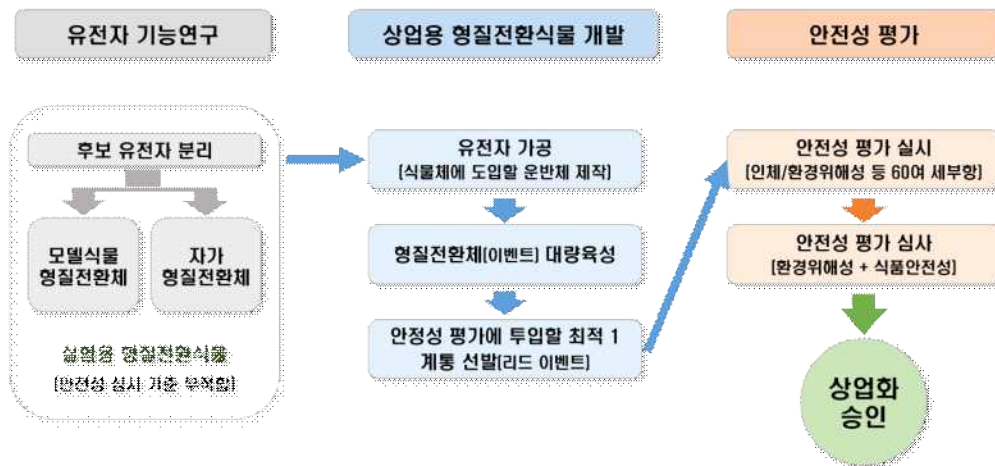 유전자 기능연구
상업용 형질전환식물 개발
안전성 평가
후보 유전자 분리
모델식물
형질전환체
자가
형질전환체
실험용 형질전환식물
[안전성 심사 기준 부적합]
유전자 가공
[식물체에 도입할 운반체 제작]
형질전환체[이벤트] 대량육성
안정성 평가에 투입할 최적 1
계통 선발[리드 이벤트]
안전성 평가 실시
[인체/환경위해성 등 60여 세부항]
안전성 평가 심사
[환경위해성 + 식품안전성]
상업화
승인